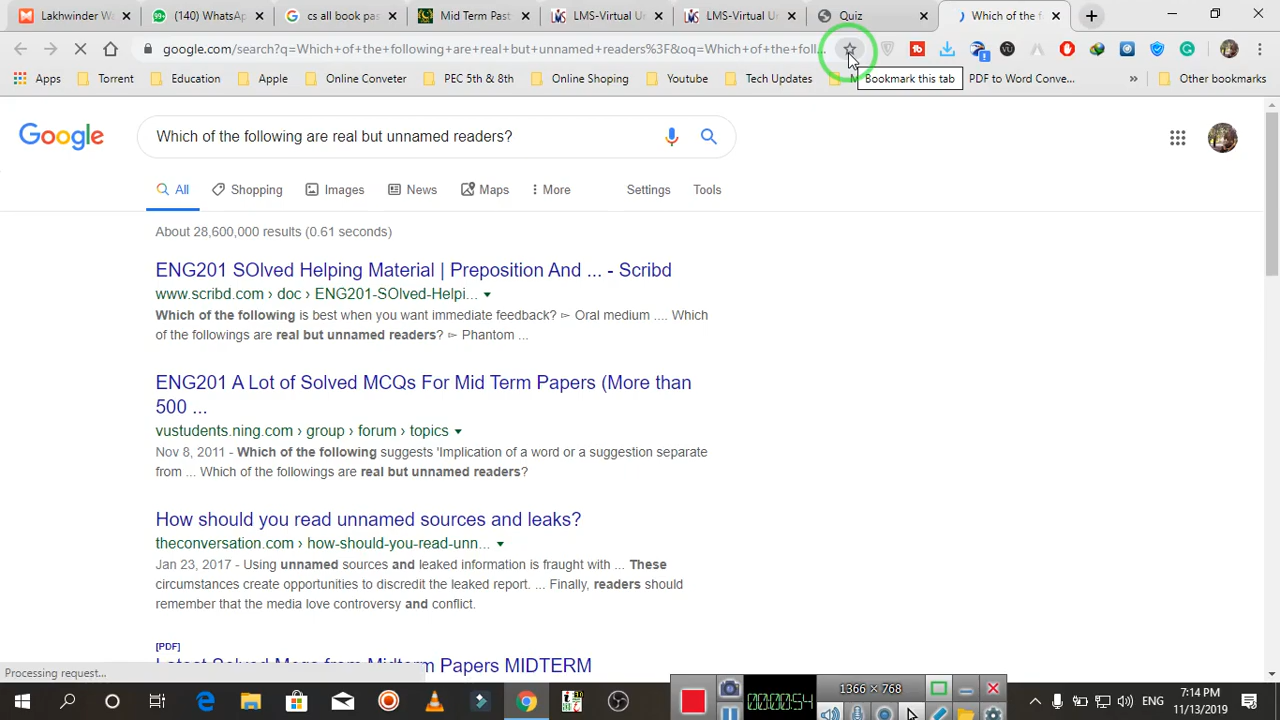 Lakhwinder W
(140) WhatsA
cs all book pa
Mid Term Past
LMS-Virtual U
LMS-Virtual U
Quiz
Which of the f
google.com/search?q=Which+of+the+following+are+real+but+unnamed+readers%3F&oq=Which+of+the+foll...
Apps
Torrent
Education
Apple
Online Conveter
PEC 5th & 8th
Online Shoping
Youtube
Tech Updates
Bookmark this tab
PDF to Word Conve...
»
Other bookmarks
Google
Which of the following are real but unnamed readers?
All
Shopping
Images
News
Maps
More
Settings
Tools
About 28,600,000 results (0.61 seconds)
ENG201 SOlved Helping Material | Preposition And ... - Scribd
www.scribd.com › doc › ENG201-SOlved-Helpi...
Which of the following is best when you want immediate feedback? ⊳ Oral medium .... Which
of the followings are real but unnamed readers? ⊳ Phantom ...
ENG201 A Lot of Solved MCQs For Mid Term Papers (More than
500 ...
vustudents.ning.com › group › forum › topics
Nov 8, 2011 - Which of the following suggests 'Implication of a word or a suggestion separate
from ... Which of the followings are real but unnamed readers?
How should you read unnamed sources and leaks?
theconversation.com › how-should-you-read-unn...
Jan 23, 2017 - Using unnamed sources and leaked information is fraught with ... These
circumstances create opportunities to discredit the leaked report. ... Finally, readers should
remember that the media love controversy and conflict.
[PDF]
Latest Solved Mcqs from Midterm Papers MIDTERM
Processing request...
00:00:54
1366 × 768
ENG
7:14 PM
11/13/2019